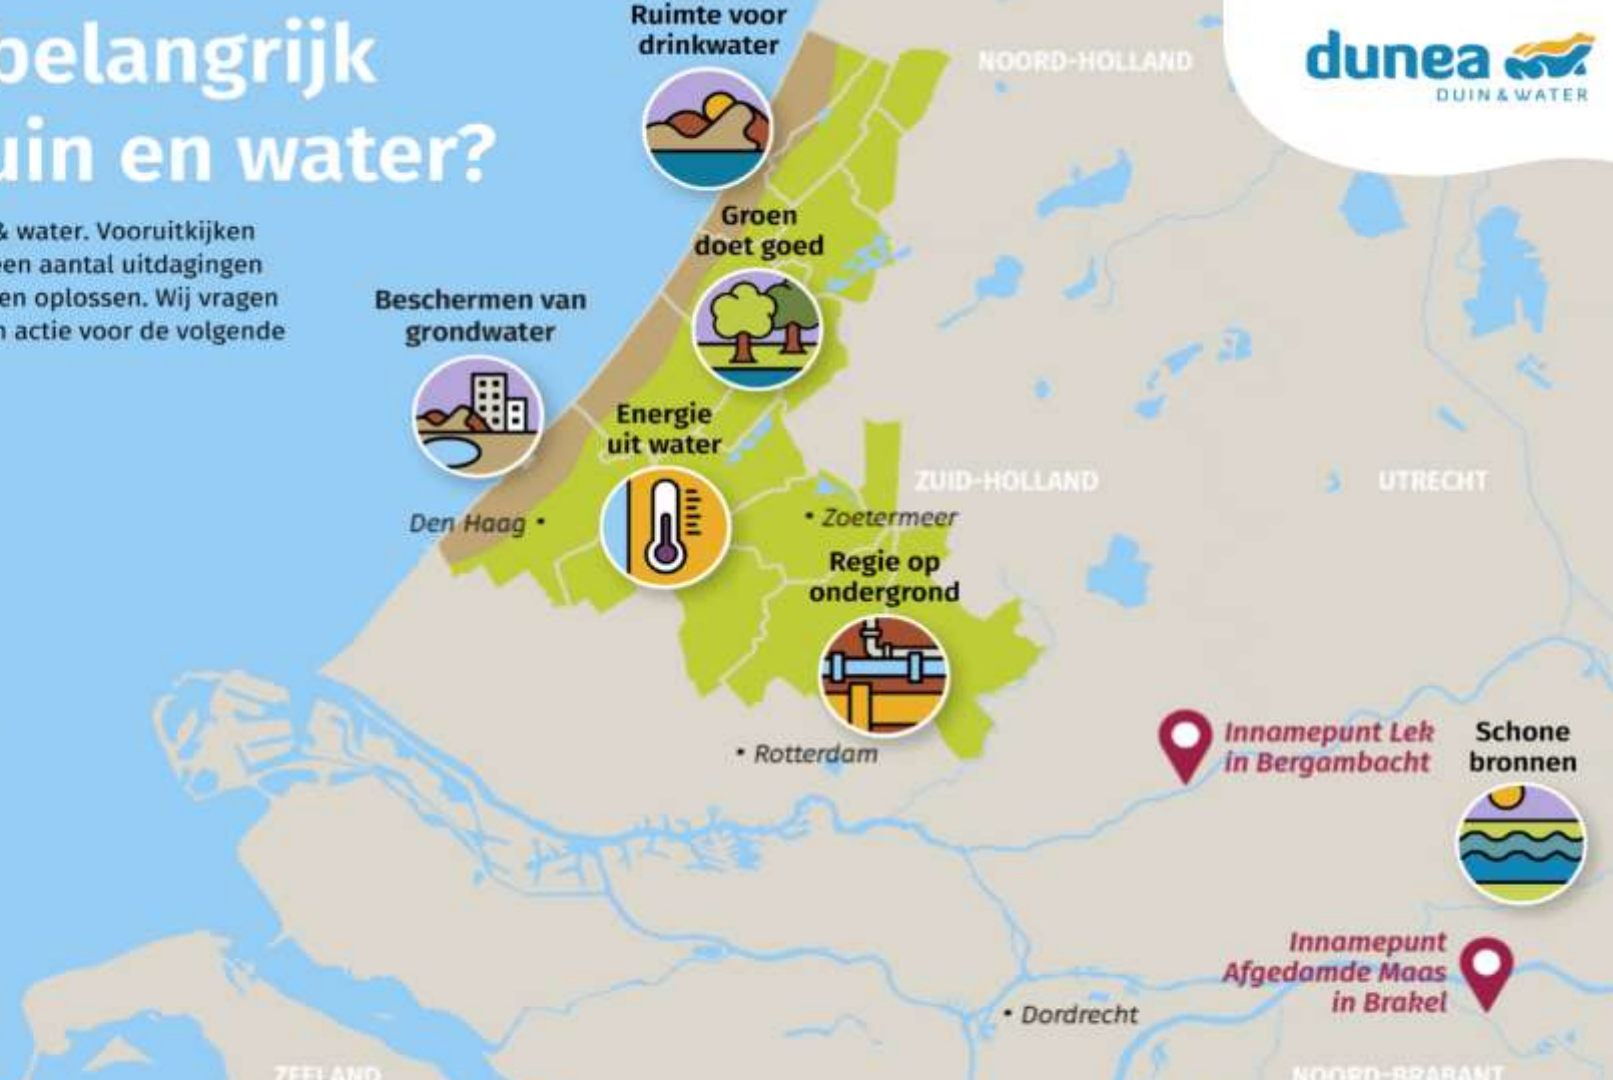 belangrijk
uin en water?
& water. Vooruitkijken
een aantal uitdagingen
en oplossen. Wij vragen
n actie voor de volgende
Ruimte voor
drinkwater
NOORD-HOLLAND
dunea
DUIN & WATER
Groen
doet goed
Beschermen van
grondwater
Energie
uit water
ZUID-HOLLAND
UTRECHT
Den Haag
Zoetermeer
Regie op
ondergrond
Rotterdam
Innamepunt Lek
in Bergambacht
Schone
bronnen
Innamepunt
Afgedamde Maas
in Brakel
Dordrecht
ZEELAND
NOORD-BRABANT